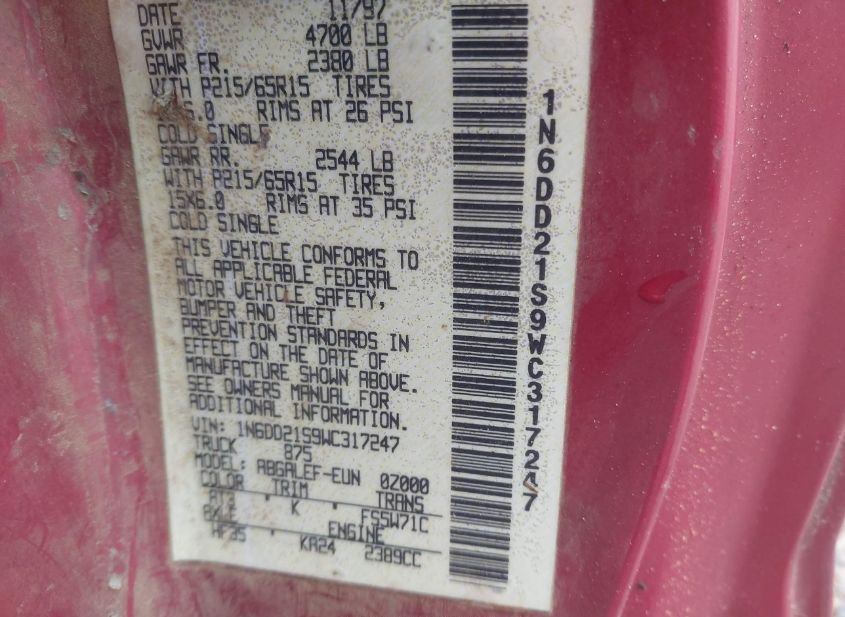 DATE 11/97
GVWR 4700 LB
GAWR FR. 2380 LB
WITH P215/65R15 TIRES
RIMS AT 26 PSI
COLD SINGLE
GAWR RR. 2544 LB
WITH P215/65R15 TIRES
15X6.0 RIMS AT 35 PSI
COLD SINGLE
THIS VEHICLE CONFORMS TO
ALL APPLICABLE FEDERAL
MOTOR VEHICLE SAFETY,
BUMPER AND THEFT
PREVENTION STANDARDS IN
EFFECT ON THE DATE OF
MANUFACTURE SHOWN ABOVE.
SEE OWNERS MANUAL FOR
ADDITIONAL INFORMATION.
VIN: 1N6DD21S9WC317247
TRUCK 875
MODEL: ABGALEF-EUN 0Z000
COLOR TRIM TRANS
AT3 · K · FS5W71C
AXLE ENGINE
HF35 KA24 2389CC
1N6DD21S9WC317247